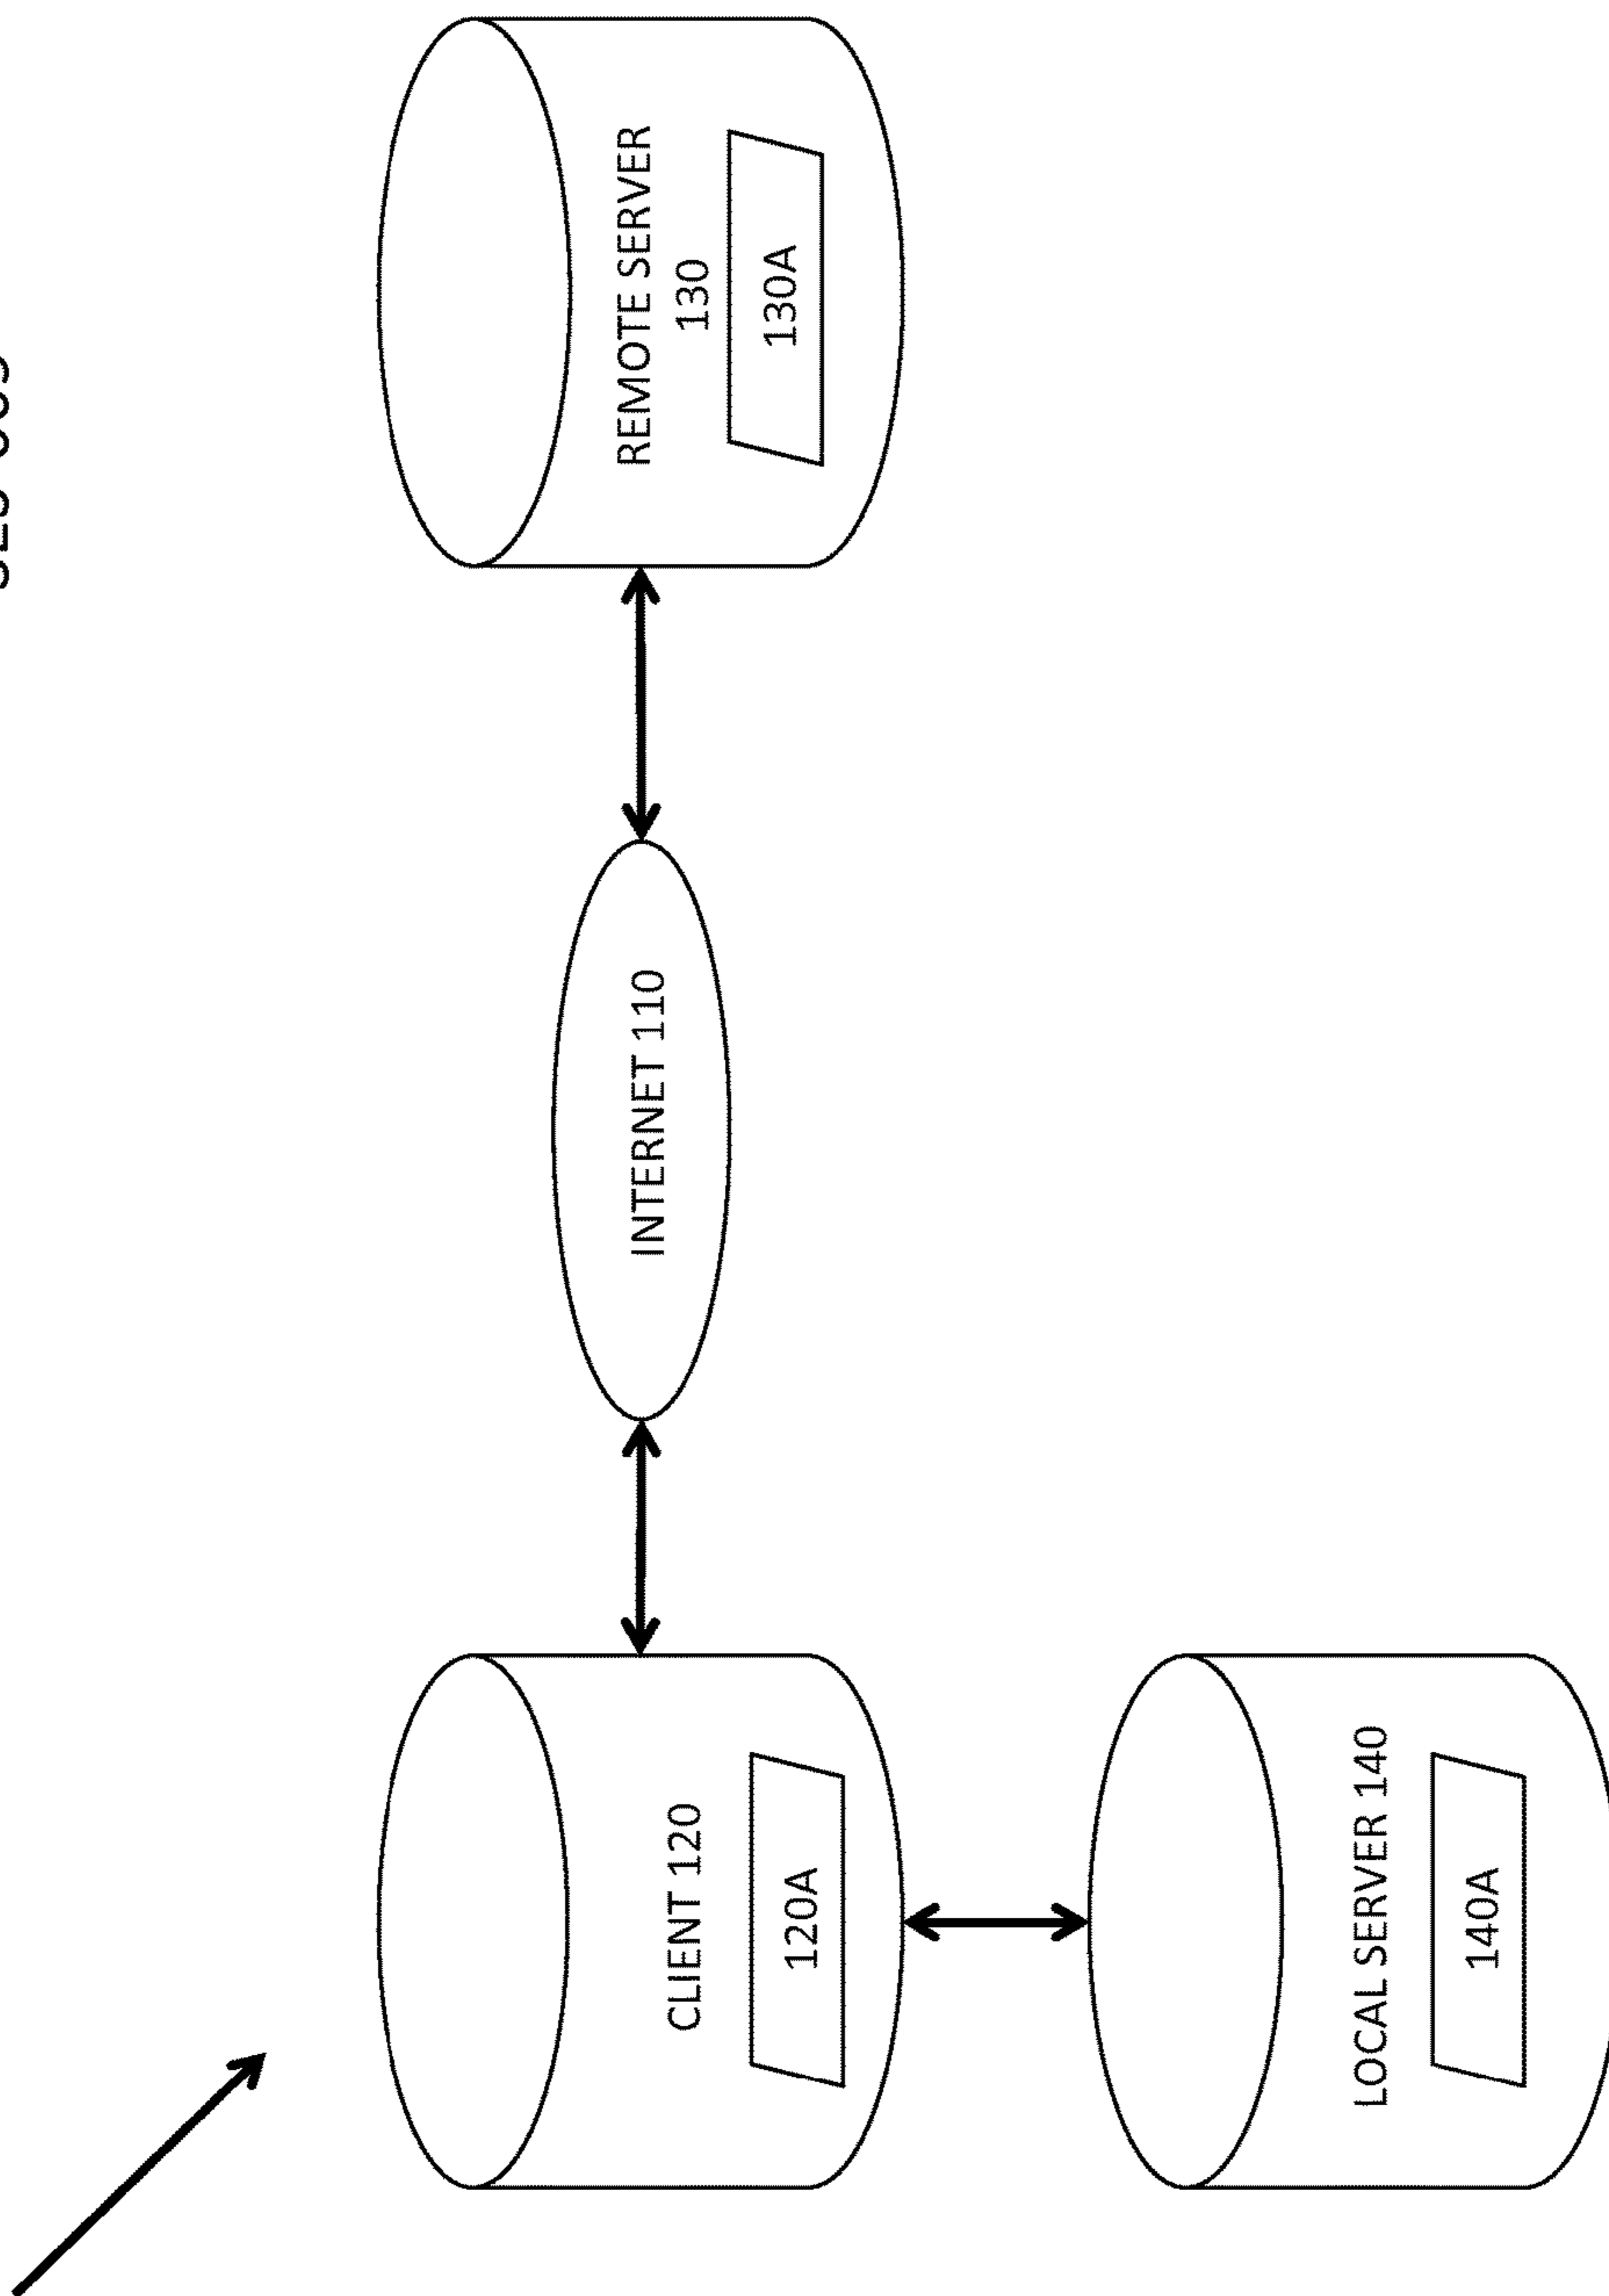 CLIENT 120
120A
INTERNET 110
REMOTE SERVER
130
130A
LOCAL SERVER 140
140A